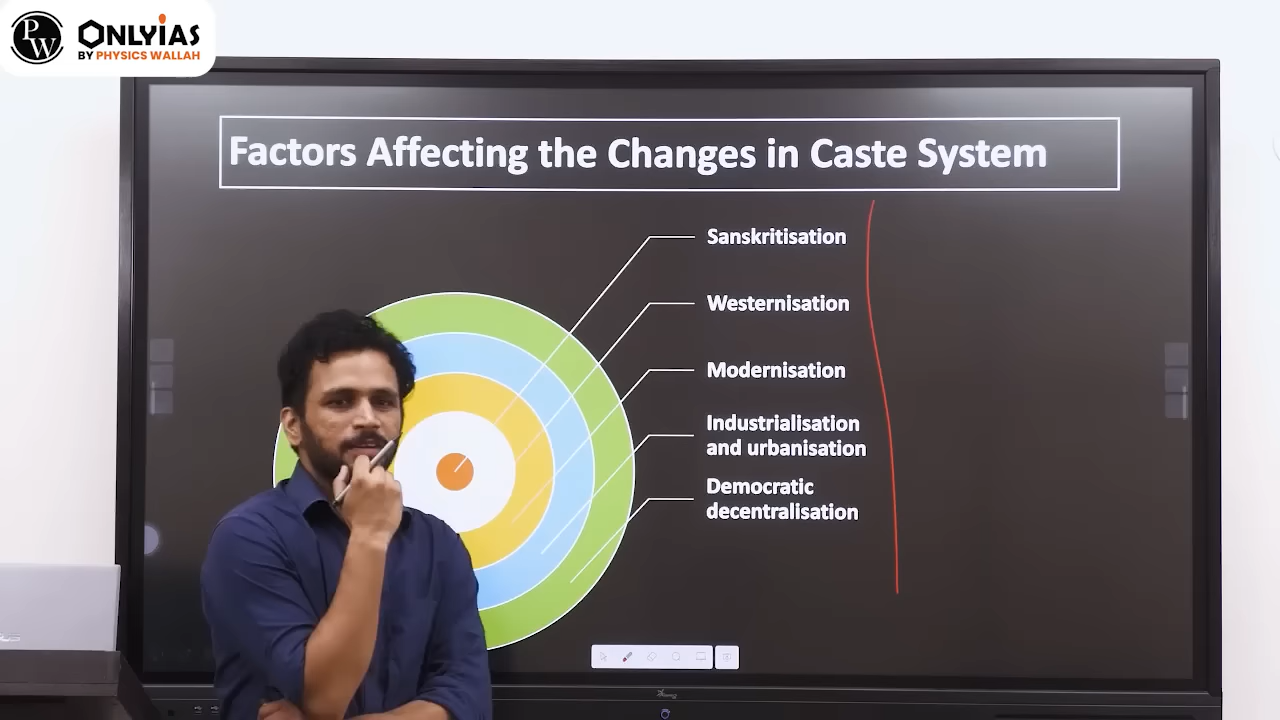 PW
ONLYIAS
BY PHYSICS WALLAH
Factors Affecting the Changes in Caste System
Sanskritisation
Westernisation
Modernisation
Industrialisation
and urbanisation
Democratic
decentralisation